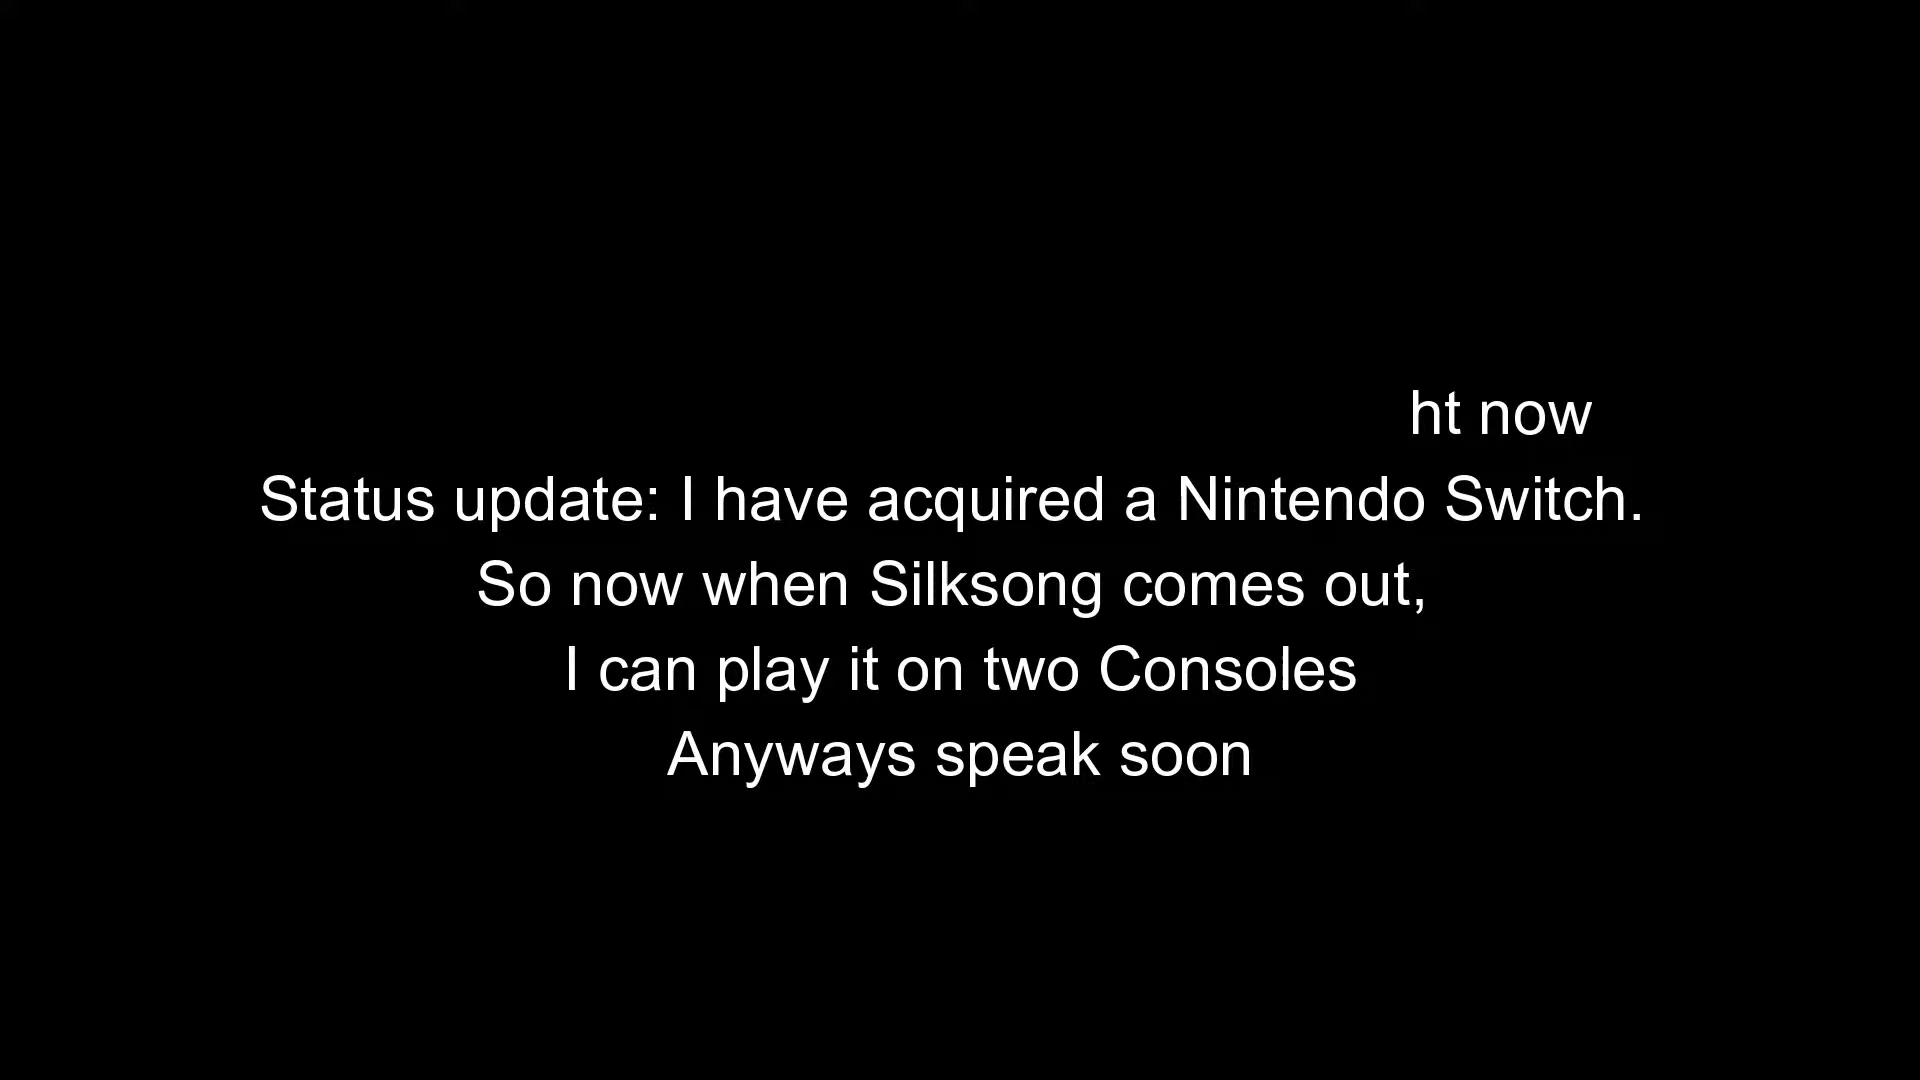 ht now
Status update: I have acquired a Nintendo Switch.
So now when Silksong comes out,
I can play it on two Consoles
Anyways speak soon